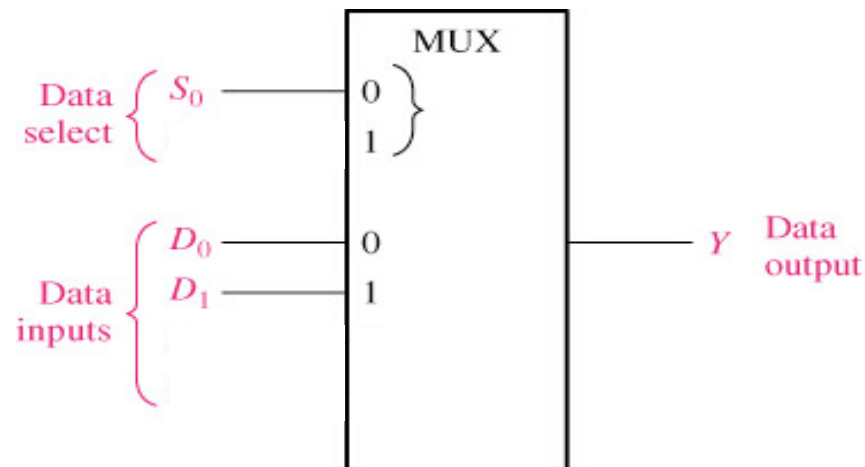 MUX
Data
select
S₀
0
1
Data
inputs
D₀
0
D₁
1
Y
Data
output